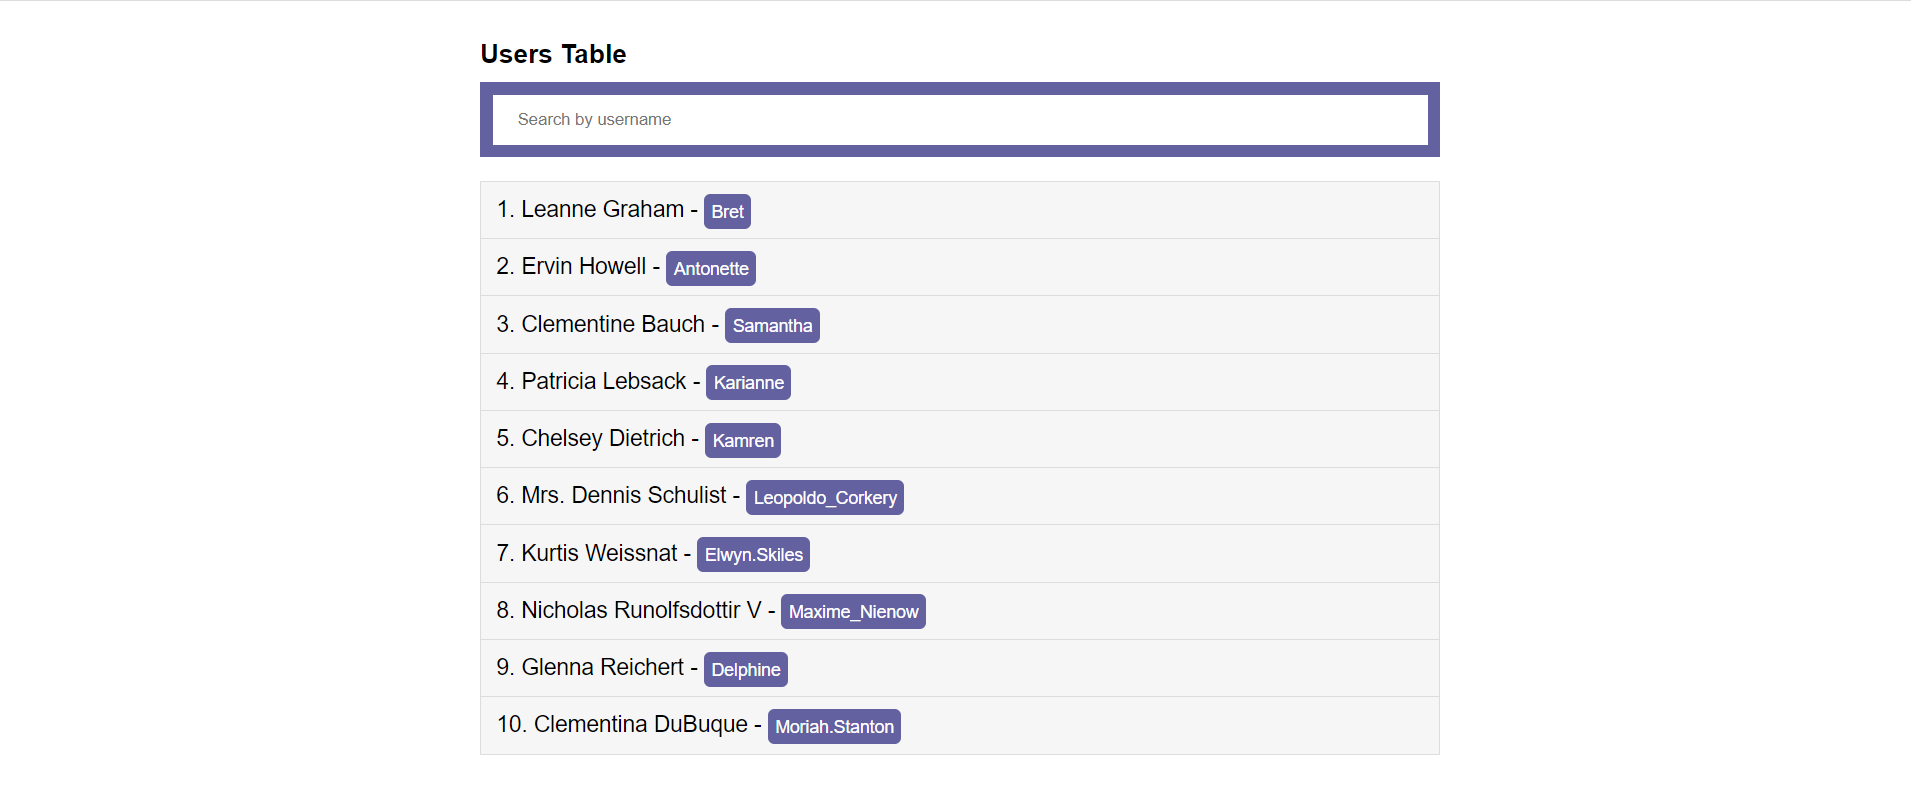 Users Table
Search by username
1. Leanne Graham - Bret
2. Ervin Howell - Antonette
3. Clementine Bauch - Samantha
4. Patricia Lebsack - Karianne
5. Chelsey Dietrich - Kamren
6. Mrs. Dennis Schulist - Leopoldo_Corkery
7. Kurtis Weissnat - Elwyn.Skiles
8. Nicholas Runolfsdottir V - Maxime_Nienow
9. Glenna Reichert - Delphine
10. Clementina DuBuque - Moriah.Stanton